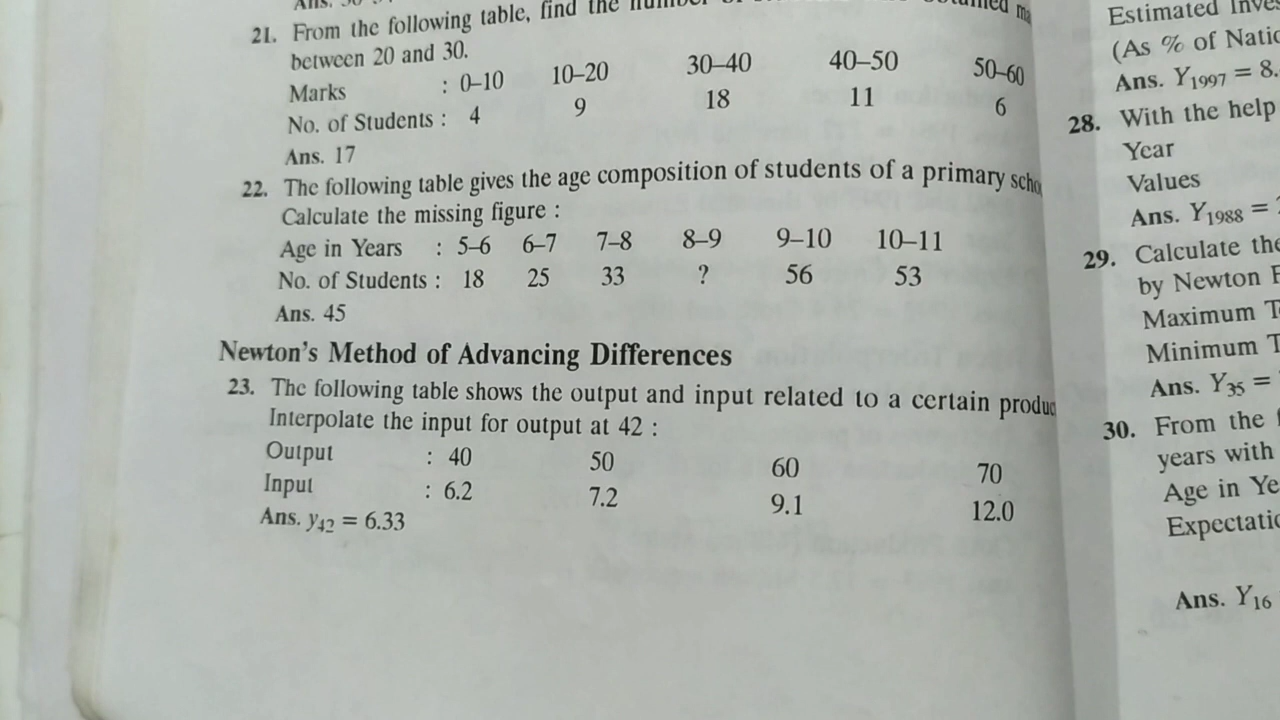 21. From the following table, find the
between 20 and 30.
Marks : 0–10 10–20 30–40 40–50 50–60
No. of Students : 4 9 18 11 6
Ans. 17
22. The following table gives the age composition of students of a primary
Calculate the missing figure :
Age in Years : 5–6 6–7 7–8 8–9 9–10 10–11
No. of Students : 18 25 33 ? 56 53
Ans. 45
Newton's Method of Advancing Differences
23. The following table shows the output and input related to a certain
Interpolate the input for output at 42 :
Output : 40 50 60 70
Input : 6.2 7.2 9.1 12.0
Ans. y42 = 6.33
Estimated
(As % of
Ans. Y1997 = 8.
28. With the help
Year
Values
Ans. Y1988 =
29. Calculate the
by Newton
Maximum
Minimum
Ans. Y35 =
30. From the
years with
Age in
Ans. Y16